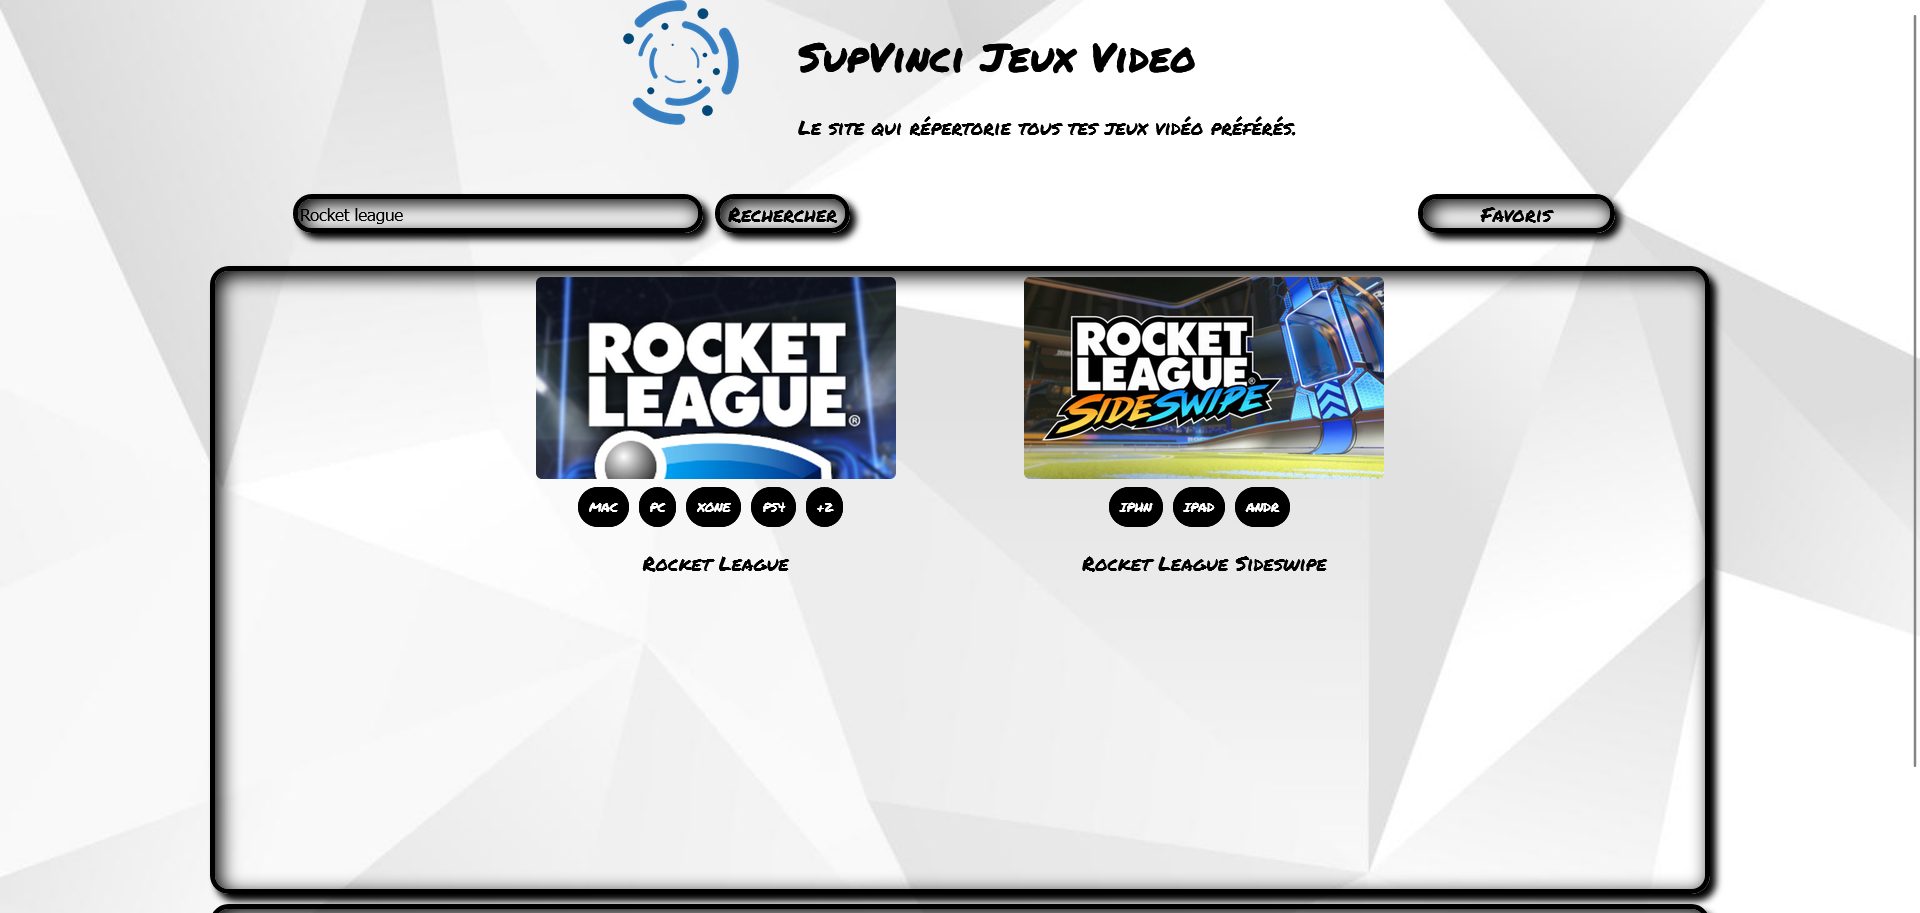 SupVinci Jeux Video
Le site qui répertorie tous tes jeux vidéo préférés.
Rocket league
Rechercher
Favoris
ROCKET
LEAGUE®
ROCKET
LEAGUE®
SIDESWIPE
MAC PC XONE PS4 +2
IPHN IPAD ANDR
Rocket League
Rocket League Sideswipe